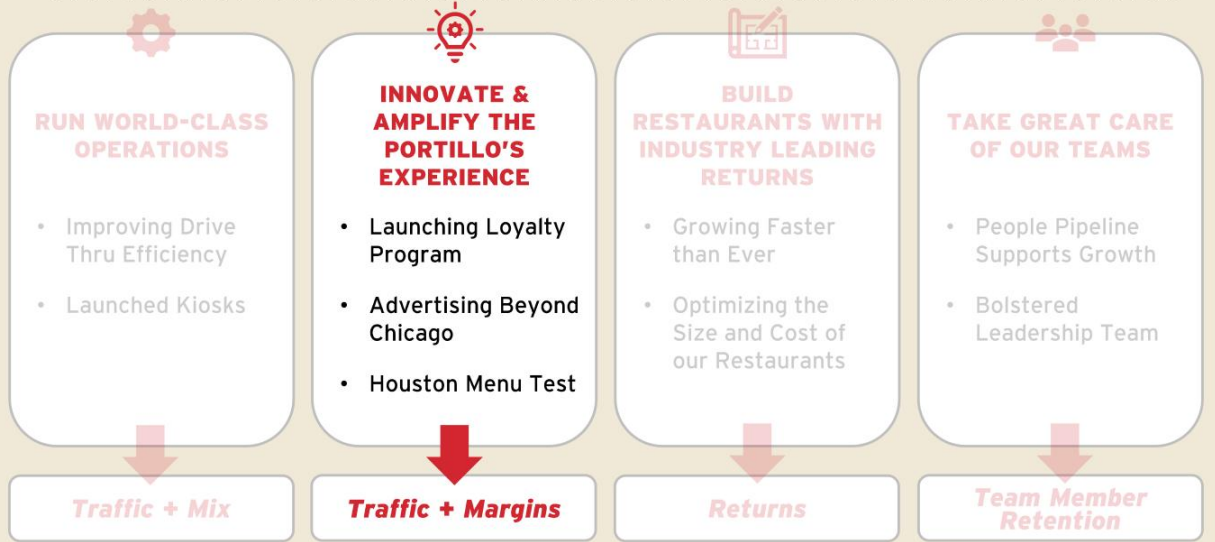 RUN WORLD-CLASS
OPERATIONS
• Improving Drive
Thru Efficiency
• Launched Kiosks
Traffic + Mix
INNOVATE &
AMPLIFY THE
PORTILLO'S
EXPERIENCE
• Launching Loyalty
Program
• Advertising Beyond
Chicago
• Houston Menu Test
Traffic + Margins
BUILD
RESTAURANTS WITH
INDUSTRY LEADING
RETURNS
• Growing Faster
than Ever
• Optimizing the
Size and Cost of
our Restaurants
Returns
TAKE GREAT CARE
OF OUR TEAMS
• People Pipeline
Supports Growth
• Bolstered
Leadership Team
Team Member
Retention